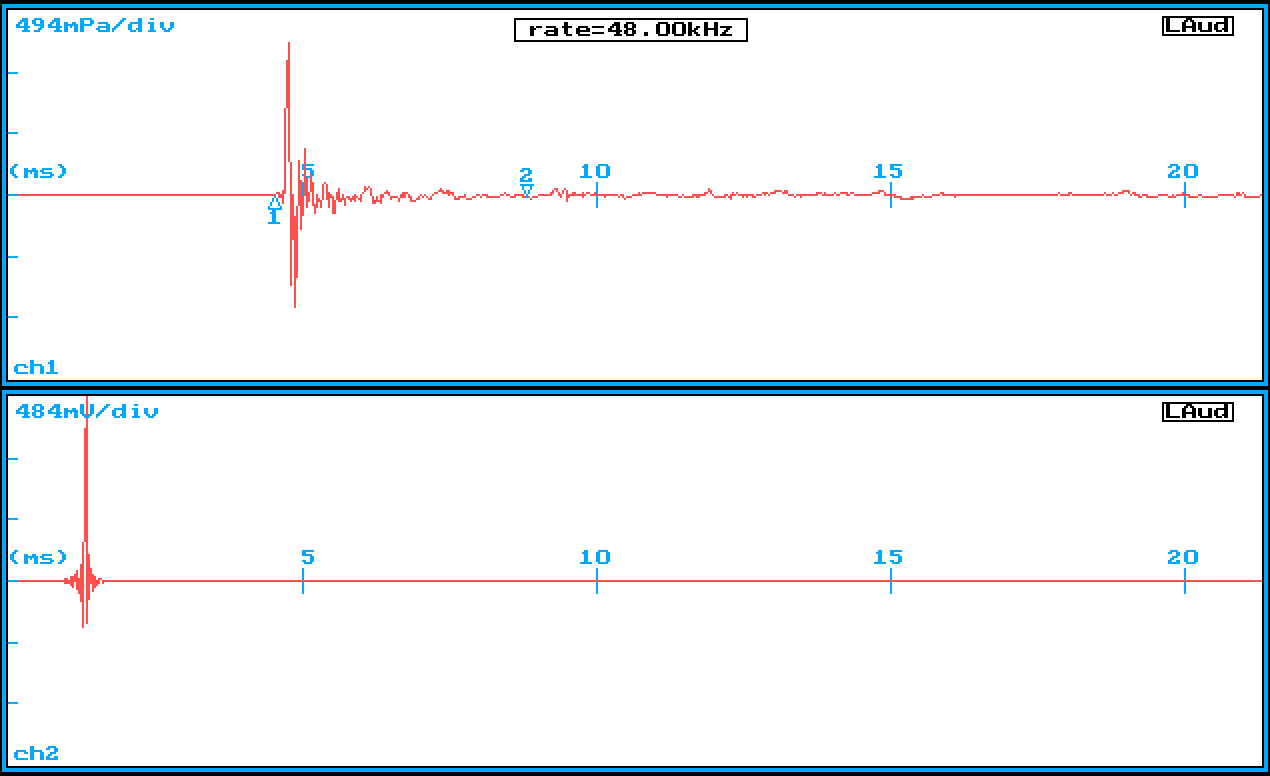 494mPa/div
rate=48.00kHz
LAud
(ms)
5
2
10
15
20
1
ch1
484mV/div
LAud
(ms)
5
10
15
20
ch2